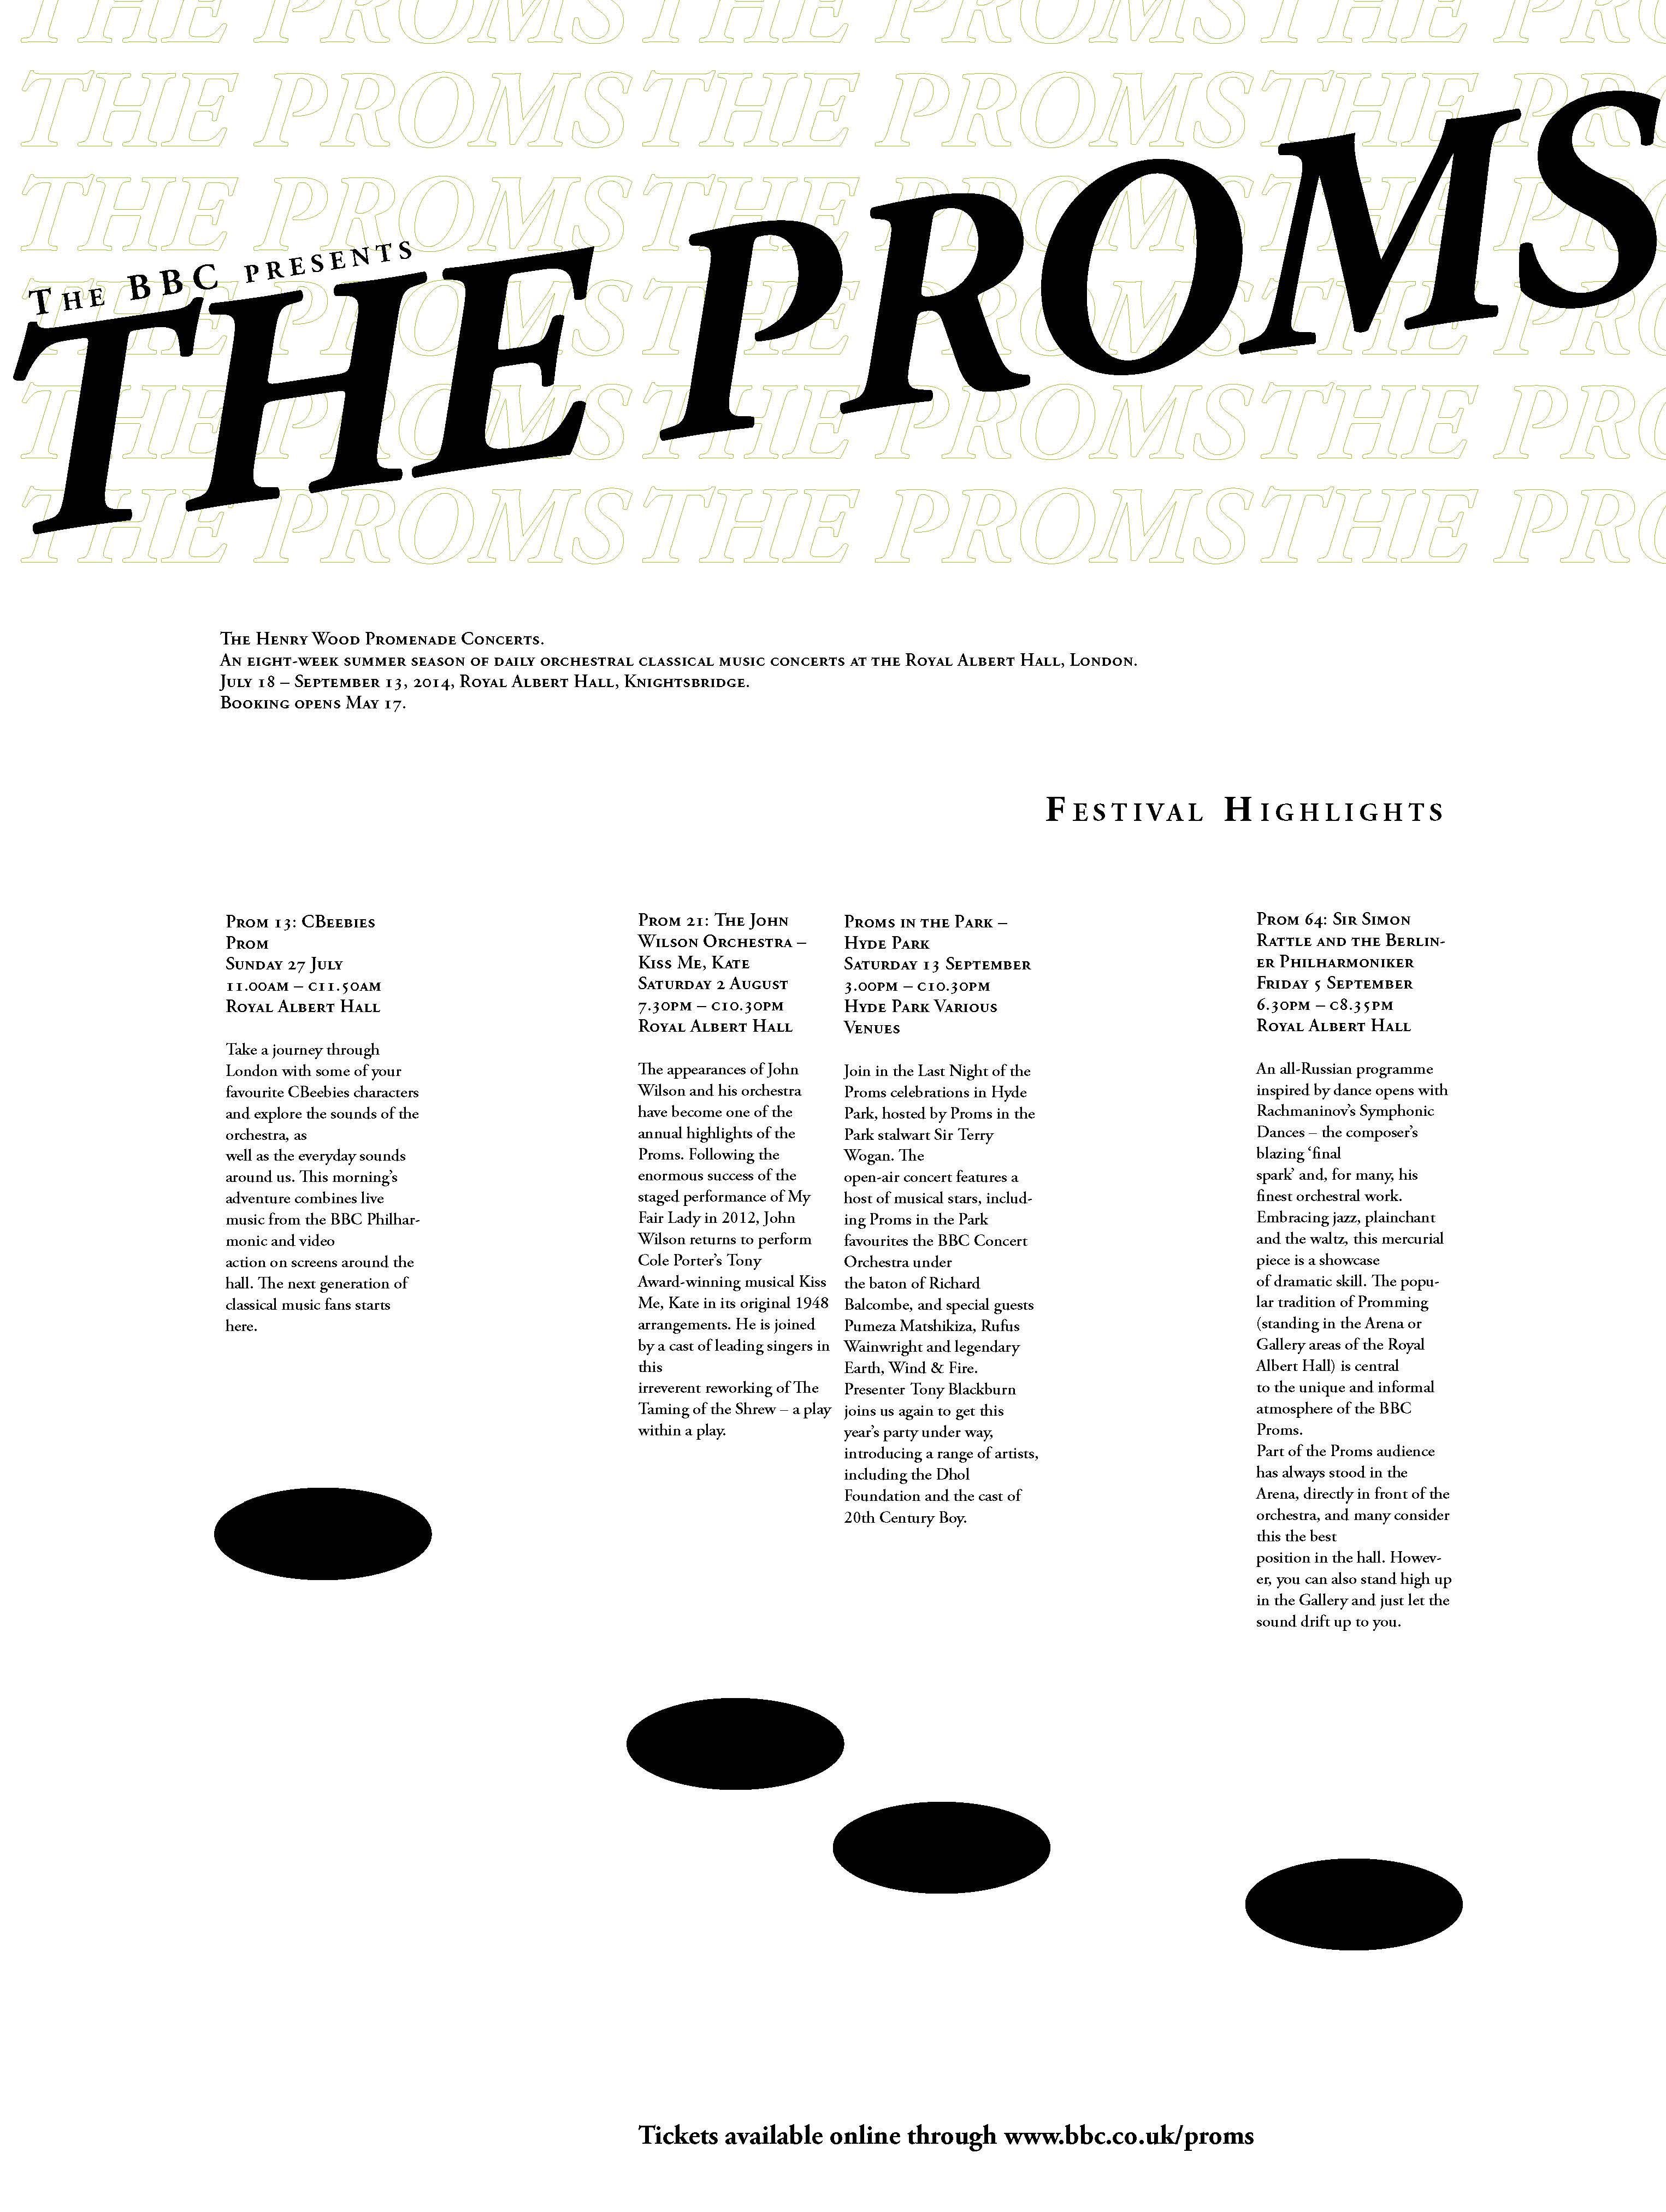 THE PROMSTHE PROMSTHE PRO
THE PROMSTHE PROMSTHE PRO
THE PROMSTHE PROMSTHE PRO
THE PROMSTHE PROMSTHE PRO
THE PROMSTHE PROMSTHE PRO
THE PROMSTHE PROMSTHE PRO
The BBC presents
THE PROMS
The Henry Wood Promenade Concerts.
An eight-week summer season of daily orchestral classical music concerts at the Royal Albert Hall, London.
July 18 – September 13, 2014, Royal Albert Hall, Knightsbridge.
Booking opens May 17.
Festival Highlights
Prom 13: CBeebies
Prom
Sunday 27 July
11.00am – c11.50am
Royal Albert Hall
Take a journey through
London with some of your
favourite CBeebies characters
and explore the sounds of the
orchestra, as
well as the everyday sounds
around us. This morning’s
adventure combines live
music from the BBC Philhar-
monic and video
action on screens around the
hall. The next generation of
classical music fans starts
here.
Prom 21: The John
Wilson Orchestra –
Kiss Me, Kate
Saturday 2 August
7.30pm – c10.30pm
Royal Albert Hall
The appearances of John
Wilson and his orchestra
have become one of the
annual highlights of the
Proms. Following the
enormous success of the
staged performance of My
Fair Lady in 2012, John
Wilson returns to perform
Cole Porter’s Tony
Award-winning musical Kiss
Me, Kate in its original 1948
arrangements. He is joined
by a cast of leading singers in
this
irreverent reworking of The
Taming of the Shrew – a play
within a play.
Proms in the Park –
Hyde Park
Saturday 13 September
3.00pm – c10.30pm
Hyde Park Various
Venues
Join in the Last Night of the
Proms celebrations in Hyde
Park, hosted by Proms in the
Park stalwart Sir Terry
Wogan. The
open-air concert features a
host of musical stars, includ-
ing Proms in the Park
favourites the BBC Concert
Orchestra under
the baton of Richard
Balcombe, and special guests
Pumeza Matshikiza, Rufus
Wainwright and legendary
Earth, Wind & Fire.
Presenter Tony Blackburn
joins us again to get this
year’s party under way,
introducing a range of artists,
including the Dhol
Foundation and the cast of
20th Century Boy.
Prom 64: Sir Simon
Rattle and the Berlin-
er Philharmoniker
Friday 5 September
6.30pm – c8.35pm
Royal Albert Hall
An all-Russian programme
inspired by dance opens with
Rachmaninov’s Symphonic
Dances – the composer’s
blazing ‘final
spark’ and, for many, his
finest orchestral work.
Embracing jazz, plainchant
and the waltz, this mercurial
piece is a showcase
of dramatic skill. The popu-
lar tradition of Promming
(standing in the Arena or
Gallery areas of the Royal
Albert Hall) is central
to the unique and informal
atmosphere of the BBC
Proms.
Part of the Proms audience
has always stood in the
Arena, directly in front of the
orchestra, and many consider
this the best
position in the hall. Howev-
er, you can also stand high up
in the Gallery and just let the
sound drift up to you.
Tickets available online through www.bbc.co.uk/proms